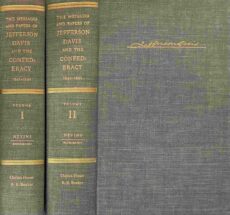 THE MESSAGES
AND PAPERS OF
JEFFERSON
DAVIS
AND THE
CONFED-
ERACY
VOLUME
I
NEVINS
Chelsea House
R. R. Bowker
THE MESSAGES
AND PAPERS OF
JEFFERSON
DAVIS
AND THE
CONFED-
ERACY
VOLUME
II
NEVINS
Chelsea House
R. R. Bowker